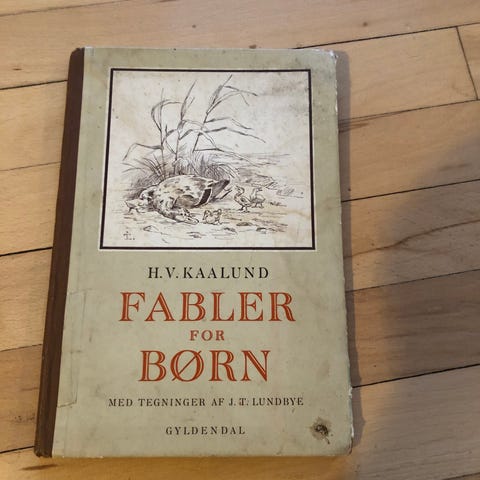 H.V. KAALUND
FABLER
FOR
BØRN
MED TEGNINGER AF J. T. LUNDBYE
GYLDENDAL